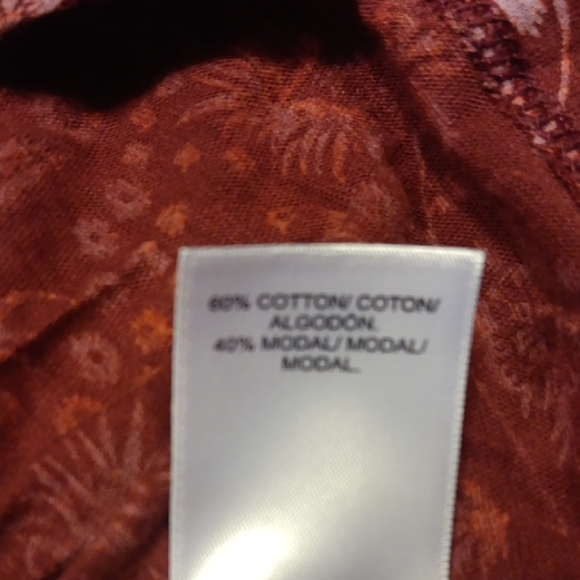 60% COTTON/ COTON/
ALGODÓN.
40% MODAL/ MODAL/
MODAL.